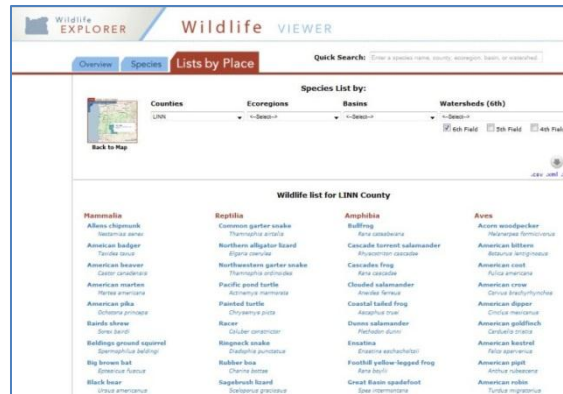 Wildlife
EXPLORER
Wildlife VIEWER
Overview Species Lists by Place
Quick Search: Enter a species name, county, ecoregion, basin, or watershed
Species List by:
Counties Ecoregions Basins Watersheds (6th)
LINN <--Select--> <--Select--> <--Select-->
6th Field 5th Field 4th Field
Back to Map
.csv .xml
Wildlife list for LINN County
Mammalia Reptilia Amphibia Aves
Allens chipmunk Common garter snake Bullfrog Acorn woodpecker
Neotamias senex Thamnophis sirtalis Rana catesbeiana Melanerpes formicivorus
American badger Northern alligator lizard Cascade torrent salamander American bittern
Taxidea taxus Elgaria coerulea Rhyacotriton cascadae Botaurus lentiginosus
American beaver Northwestern garter snake Cascades frog American coot
Castor canadensis Thamnophis ordinoides Rana cascadae Fulica americana
American marten Pacific pond turtle Clouded salamander American crow
Martes americana Actinemys marmorata Aneides ferreus Corvus brachyrhynchos
American pika Painted turtle Coastal tailed frog American dipper
Ochotona princeps Chrysemys picta Ascaphus truei Cinclus mexicanus
Bairds shrew Racer Dunns salamander American goldfinch
Sorex bairdi Coluber constrictor Plethodon dunni Carduelis tristis
Beldings ground squirrel Ringneck snake Ensatina American kestrel
Spermophilus beldingi Diadophis punctatus Ensatina eschscholtzii Falco sparverius
Big brown bat Rubber boa Foothill yellow-legged frog American pipit
Eptesicus fuscus Charina bottae Rana boylii Anthus rubescens
Black bear Sagebrush lizard Great Basin spadefoot American robin
Ursus americanus Sceloporus graciosus Spea intermontana Turdus migratorius